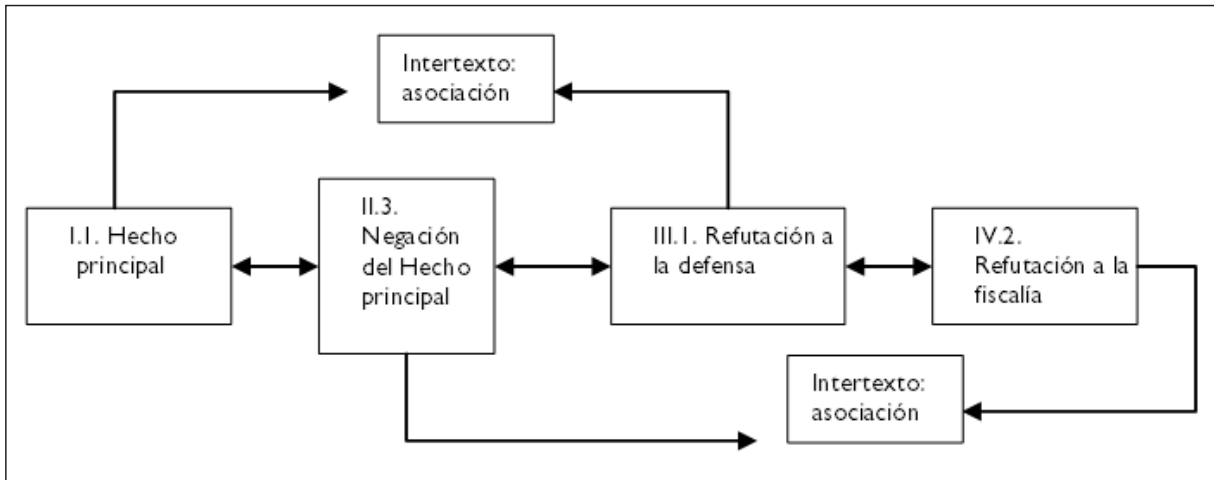 Intertexto:
asociación
I.1. Hecho
principal
II.3.
Negación
del Hecho
principal
III.1. Refutación a
la defensa
IV.2.
Refutación a la
fiscalía
Intertexto:
asociación